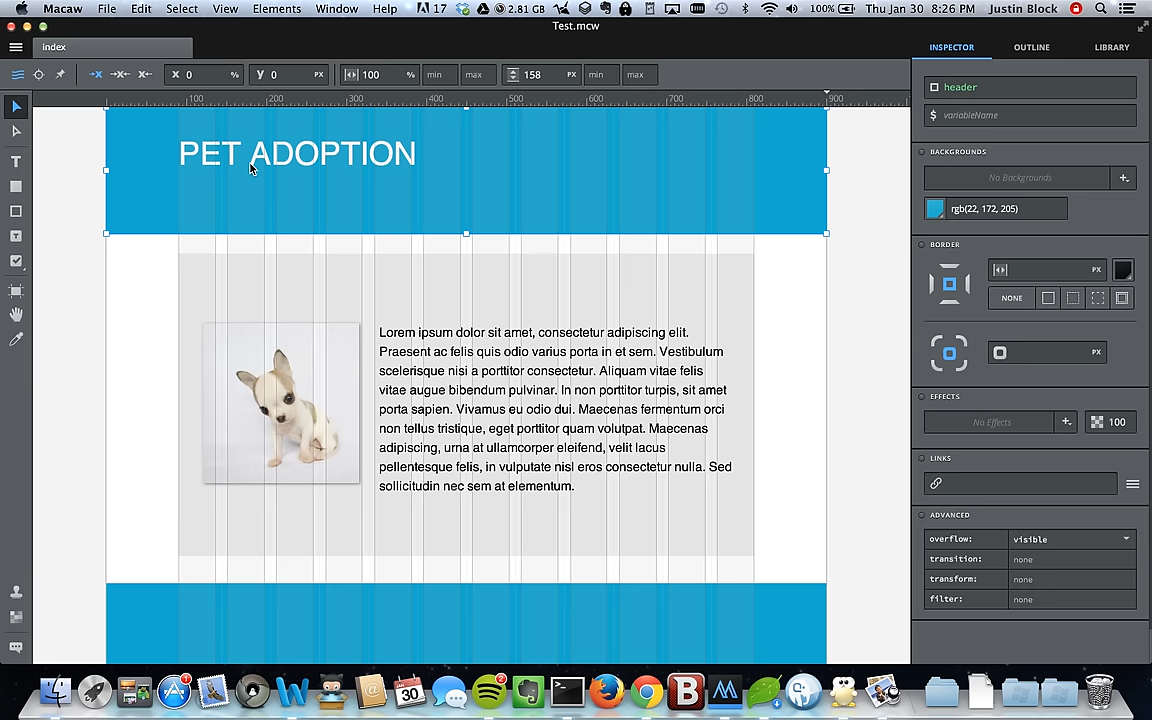 Macaw File Edit Select View Elements Window Help 17 2.81 GB 100% Thu Jan 30 8:26 PM Justin Block
Test.mcw
index
INSPECTOR OUTLINE LIBRARY
X 0 % Y 0 PX 100 % min max 158 PX min max
100 200 300 400 500 600 700 800 900
header
$ variableName
BACKGROUNDS
No Backgrounds
rgb(22, 172, 205)
BORDER
PX
NONE
PX
EFFECTS
No Effects 100
LINKS
ADVANCED
overflow: visible
transition: none
transform: none
filter: none
PET ADOPTION
Lorem ipsum dolor sit amet, consectetur adipiscing elit.
Praesent ac felis quis odio varius porta in et sem. Vestibulum
scelerisque nisi a porttitor consectetur. Aliquam vitae felis
vitae augue bibendum pulvinar. In non porttitor turpis, sit amet
porta sapien. Vivamus eu odio dui. Maecenas fermentum orci
non tellus tristique, eget porttitor quam volutpat. Maecenas
adipiscing, urna at ullamcorper eleifend, velit lacus
pellentesque felis, in vulputate nisl eros consectetur nulla. Sed
sollicitudin nec sem at elementum.